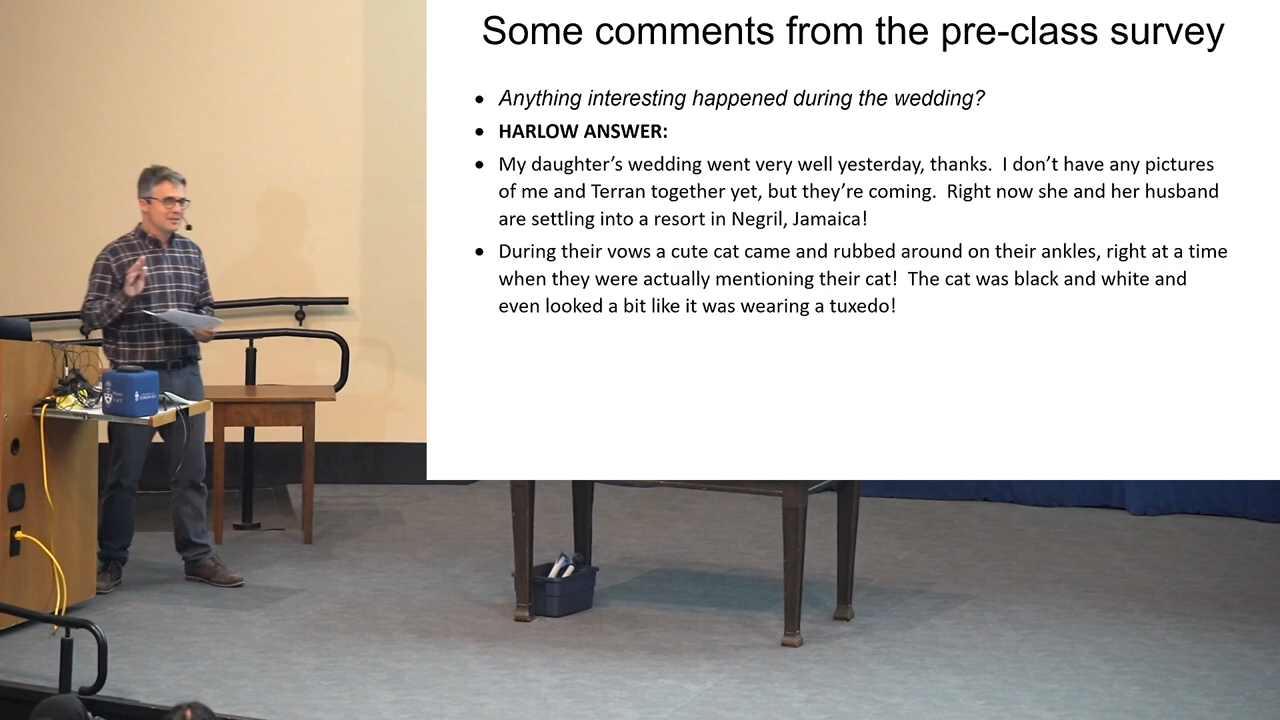 Some comments from the pre-class survey
• Anything interesting happened during the wedding?
• HARLOW ANSWER:
• My daughter’s wedding went very well yesterday, thanks.  I don’t have any pictures
of me and Terran together yet, but they’re coming.  Right now she and her husband
are settling into a resort in Negril, Jamaica!
• During their vows a cute cat came and rubbed around on their ankles, right at a time
when they were actually mentioning their cat!  The cat was black and white and
even looked a bit like it was wearing a tuxedo!